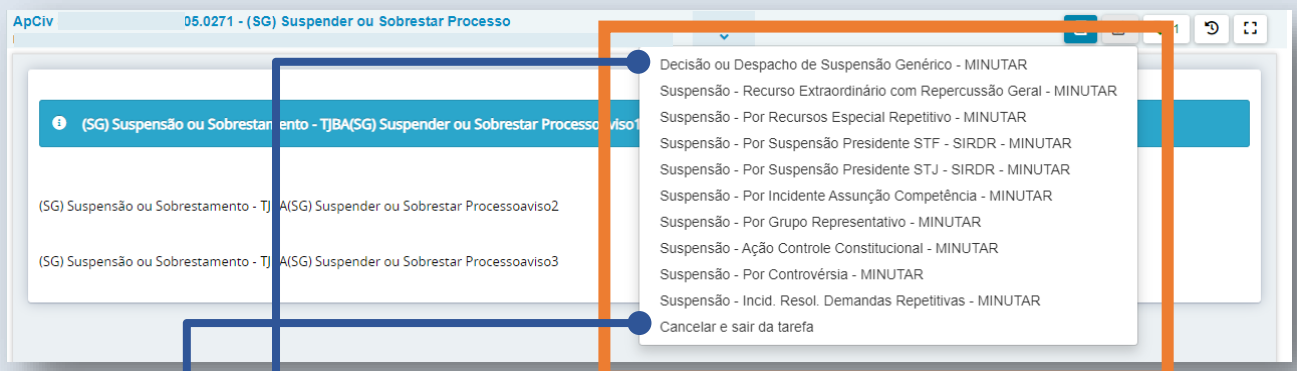 ApCiv 05.0271 - (SG) Suspender ou Sobrestar Processo
1
(SG) Suspensão ou Sobrestamento - TJBA(SG) Suspender ou Sobrestar Processoaviso1
(SG) Suspensão ou Sobrestamento - TJBA(SG) Suspender ou Sobrestar Processoaviso2
(SG) Suspensão ou Sobrestamento - TJBA(SG) Suspender ou Sobrestar Processoaviso3
Decisão ou Despacho de Suspensão Genérico - MINUTAR
Suspensão - Recurso Extraordinário com Repercussão Geral - MINUTAR
Suspensão - Por Recursos Especial Repetitivo - MINUTAR
Suspensão - Por Suspensão Presidente STF - SIRDR - MINUTAR
Suspensão - Por Suspensão Presidente STJ - SIRDR - MINUTAR
Suspensão - Por Incidente Assunção Competência - MINUTAR
Suspensão - Por Grupo Representativo - MINUTAR
Suspensão - Ação Controle Constitucional - MINUTAR
Suspensão - Por Controvérsia - MINUTAR
Suspensão - Incid. Resol. Demandas Repetitivas - MINUTAR
Cancelar e sair da tarefa